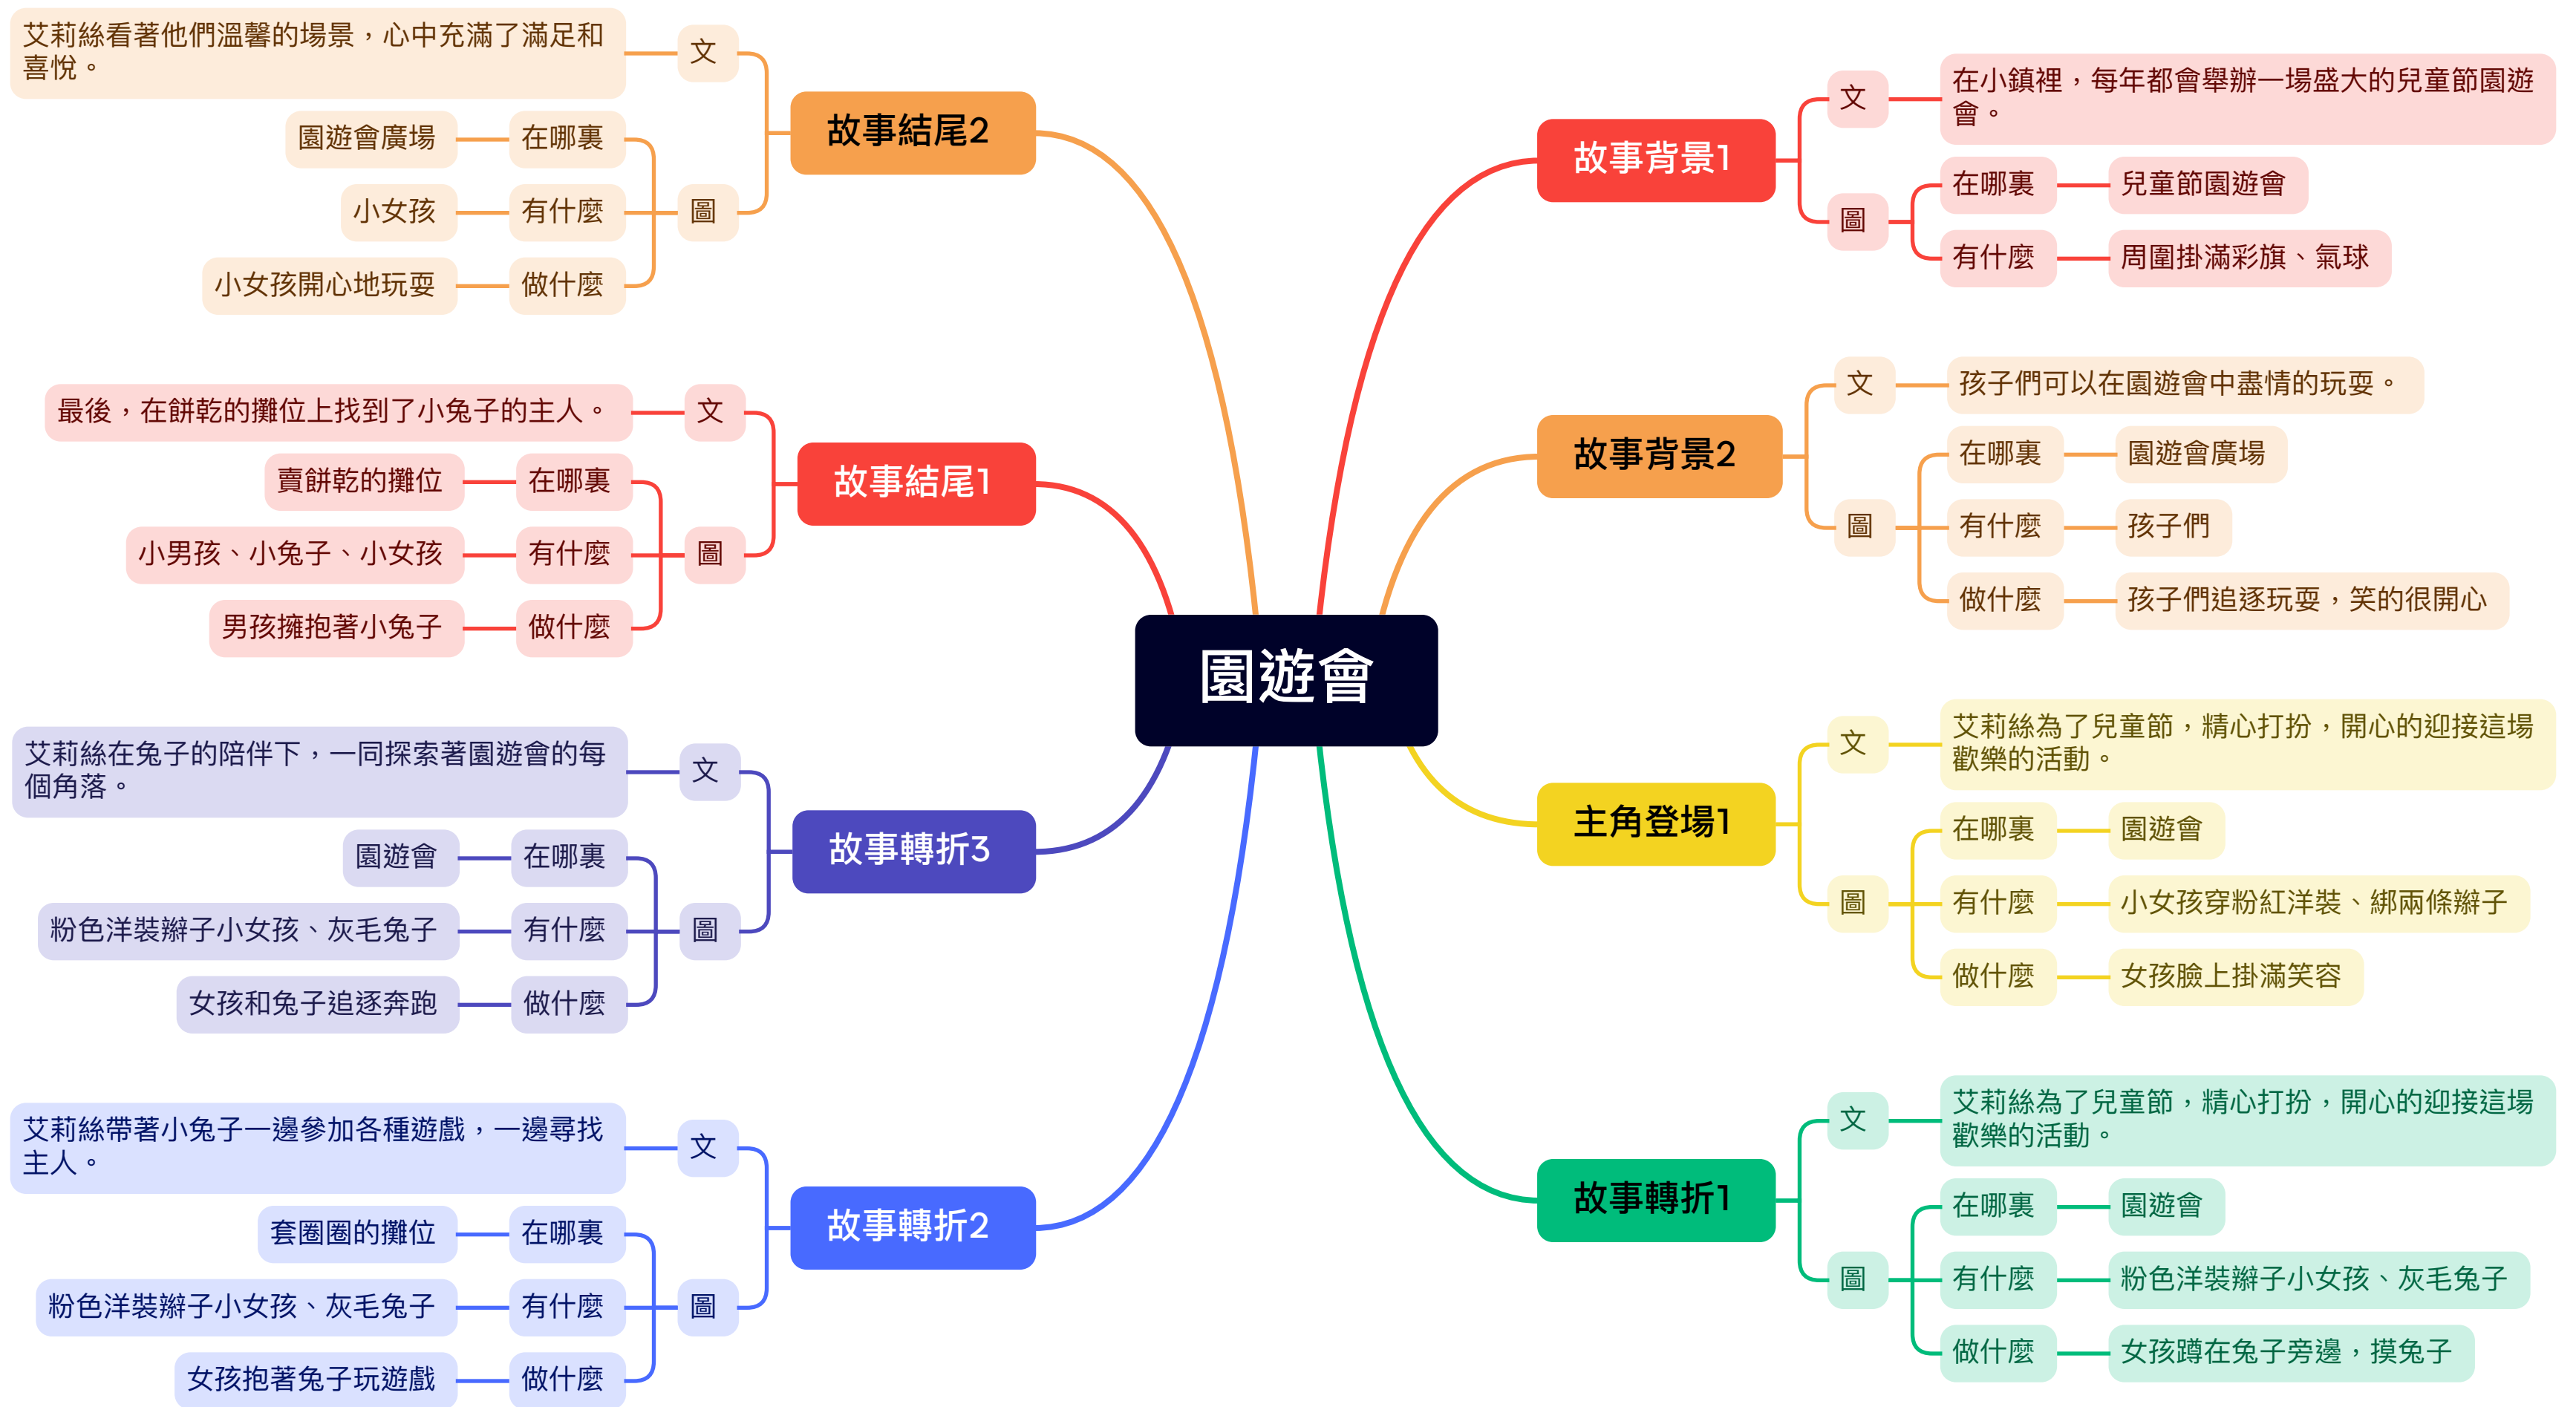 園遊會
故事背景1
文
在小鎮裡，每年都會舉辦一場盛大的兒童節園遊
會。
圖
在哪裏
兒童節園遊會
有什麼
周圍掛滿彩旗、氣球
故事背景2
文
孩子們可以在園遊會中盡情的玩耍。
圖
在哪裏
園遊會廣場
有什麼
孩子們
做什麼
孩子們追逐玩耍，笑的很開心
主角登場1
文
艾莉絲為了兒童節，精心打扮，開心的迎接這場
歡樂的活動。
圖
在哪裏
園遊會
有什麼
小女孩穿粉紅洋裝、綁兩條辮子
做什麼
女孩臉上掛滿笑容
故事轉折1
文
艾莉絲為了兒童節，精心打扮，開心的迎接這場
歡樂的活動。
圖
在哪裏
園遊會
有什麼
粉色洋裝辮子小女孩、灰毛兔子
做什麼
女孩蹲在兔子旁邊，摸兔子
故事轉折2
文
艾莉絲帶著小兔子一邊參加各種遊戲，一邊尋找
主人。
圖
在哪裏
套圈圈的攤位
有什麼
粉色洋裝辮子小女孩、灰毛兔子
做什麼
女孩抱著兔子玩遊戲
故事轉折3
文
艾莉絲在兔子的陪伴下，一同探索著園遊會的每
個角落。
圖
在哪裏
園遊會
有什麼
粉色洋裝辮子小女孩、灰毛兔子
做什麼
女孩和兔子追逐奔跑
故事結尾1
文
最後，在餅乾的攤位上找到了小兔子的主人。
圖
在哪裏
賣餅乾的攤位
有什麼
小男孩、小兔子、小女孩
做什麼
男孩擁抱著小兔子
故事結尾2
文
艾莉絲看著他們溫馨的場景，心中充滿了滿足和
喜悅。
圖
在哪裏
園遊會廣場
有什麼
小女孩
做什麼
小女孩開心地玩耍